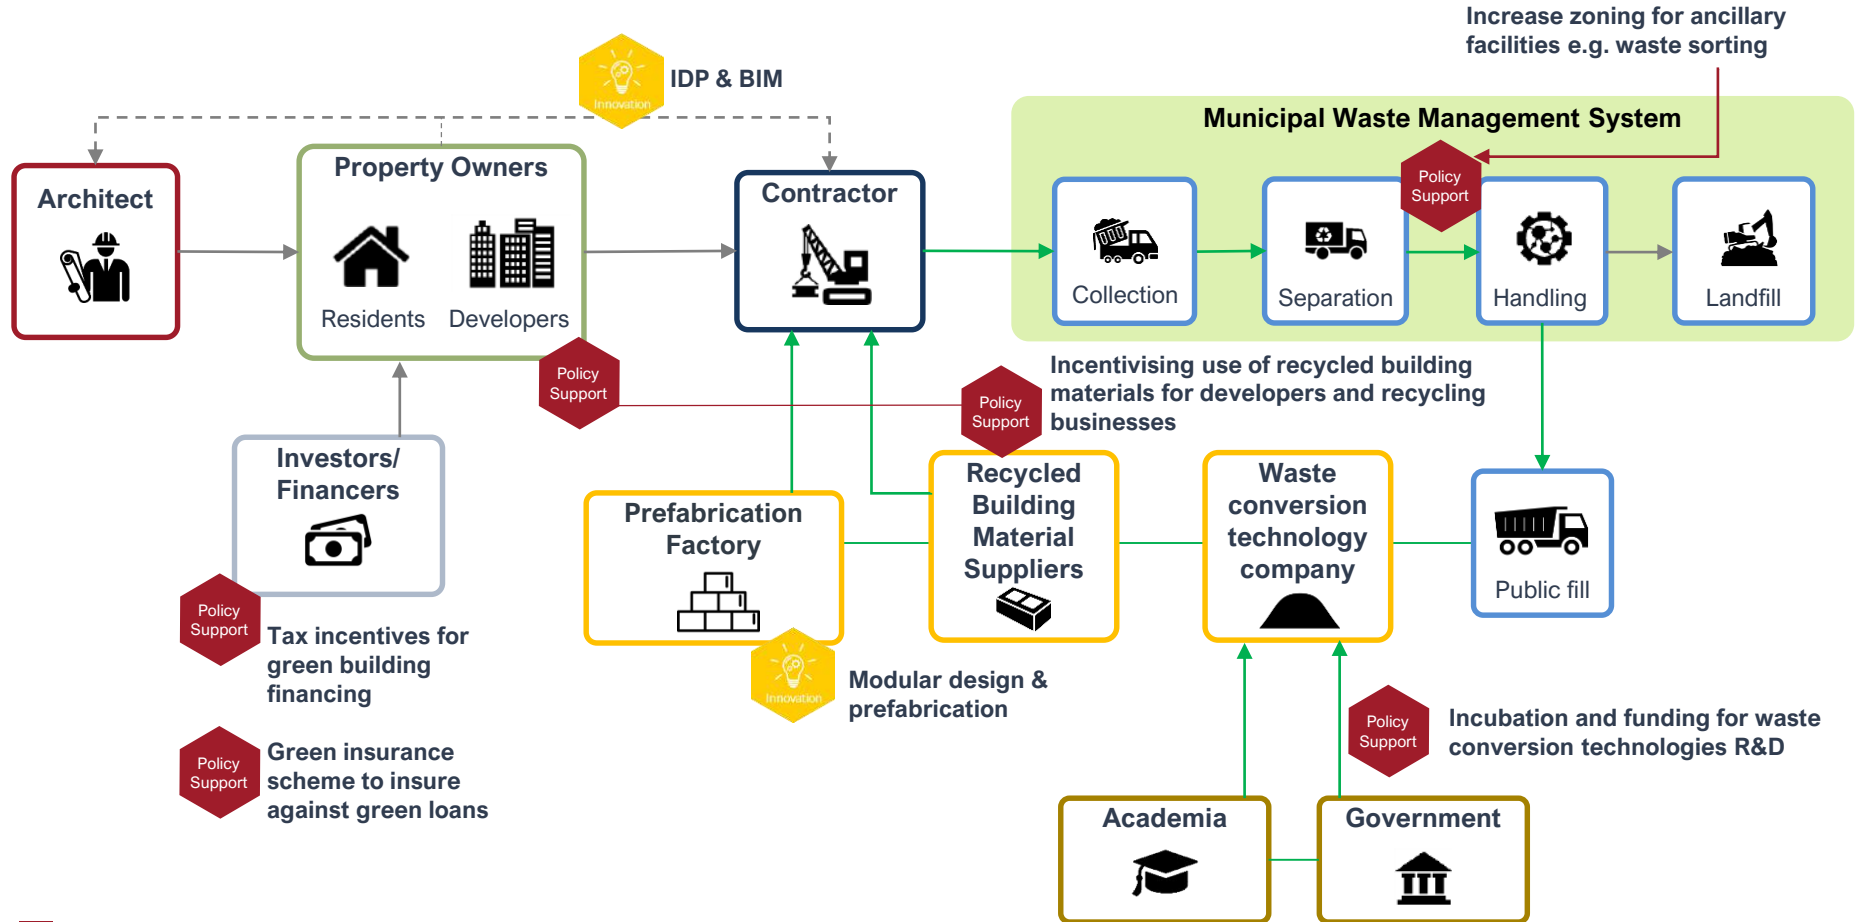 Increase zoning for ancillary
facilities e.g. waste sorting
Innovation
IDP & BIM
Municipal Waste Management System
Policy
Support
Architect
Property Owners
Residents
Developers
Contractor
Collection
Separation
Handling
Landfill
Policy
Support
Policy
Support
Incentivising use of recycled building
materials for developers and recycling
businesses
Investors/
Financers
Prefabrication
Factory
Recycled
Building
Material
Suppliers
Waste
conversion
technology
company
Public fill
Policy
Support
Tax incentives for
green building
financing
Innovation
Modular design &
prefabrication
Policy
Support
Incubation and funding for waste
conversion technologies R&D
Policy
Support
Green insurance
scheme to insure
against green loans
Academia
Government